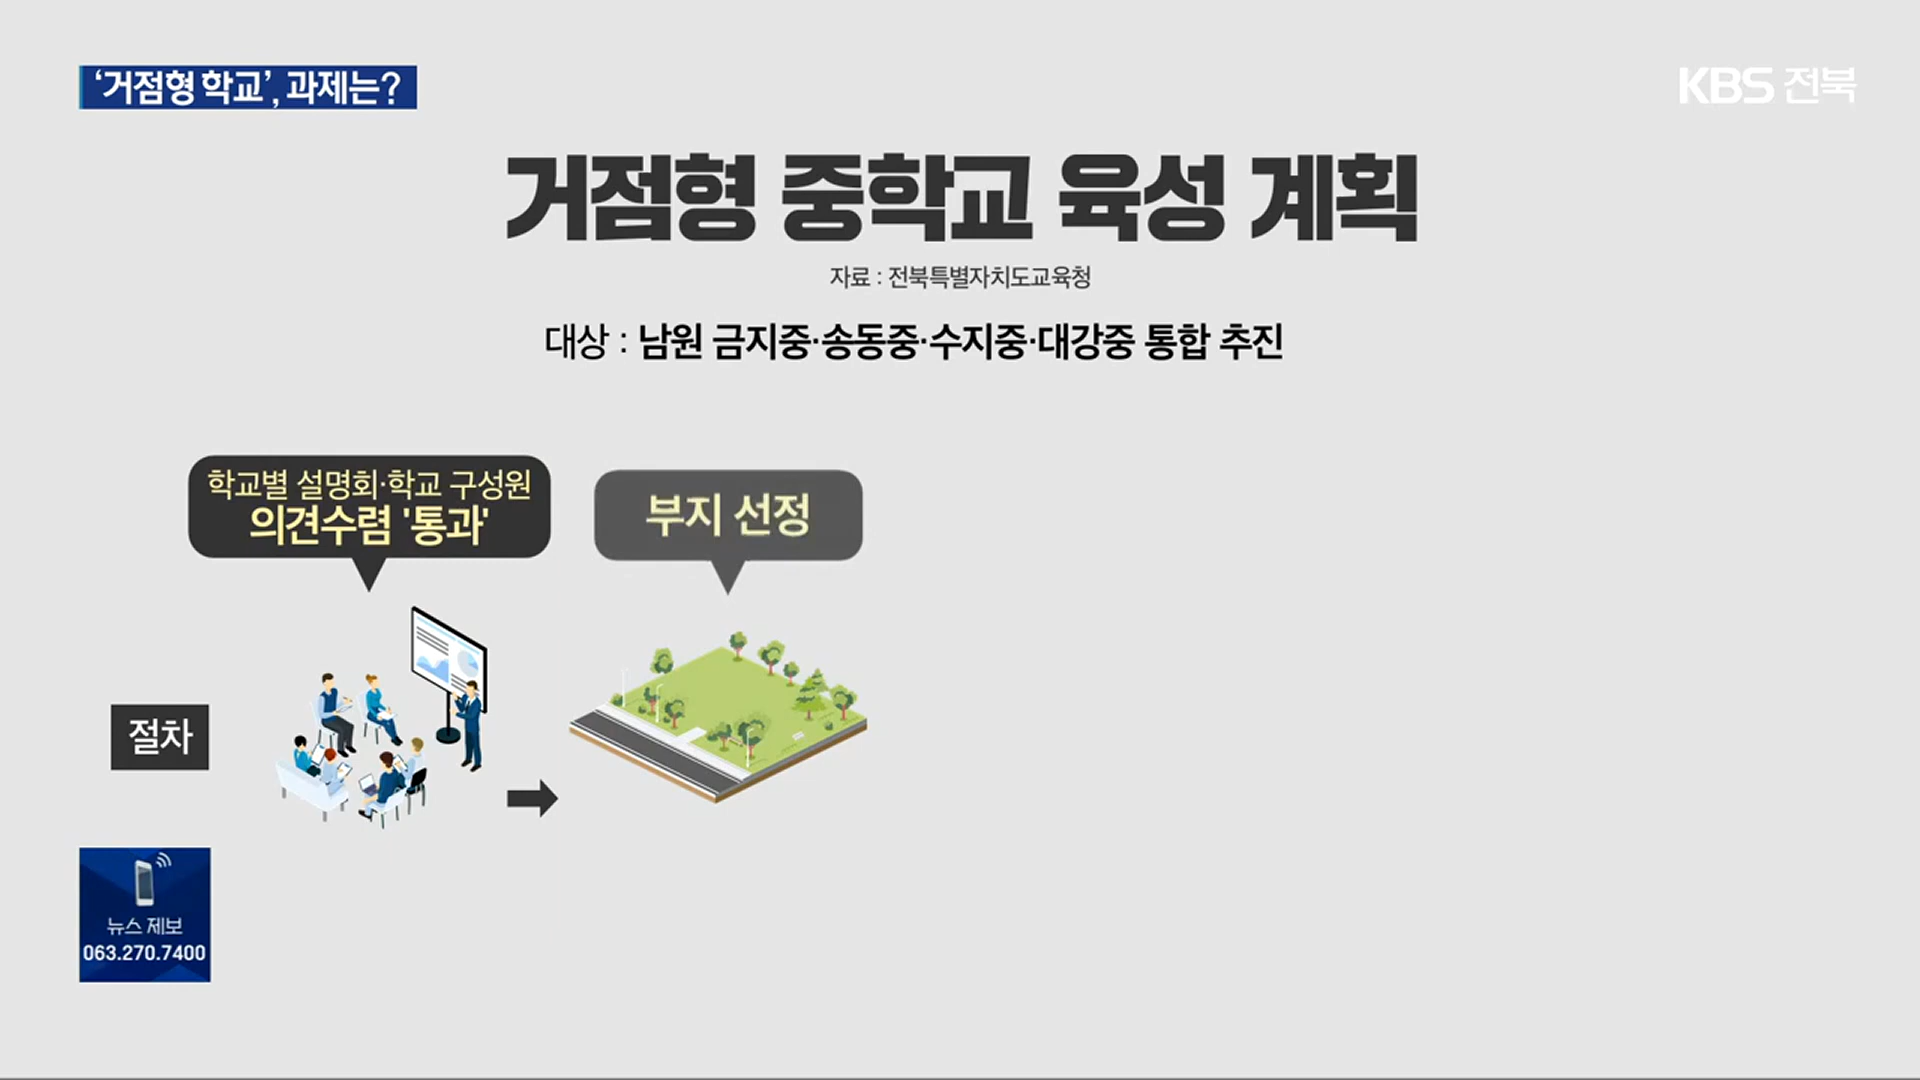 ‘거점형 학교’, 과제는?
KBS 전북
거점형 중학교 육성 계획
자료 : 전북특별자치도교육청
대상 : 남원 금지중·송동중·수지중·대강중 통합 추진
학교별 설명회·학교 구성원
의견수렴 '통과'
부지 선정
절차
뉴스 제보
063.270.7400